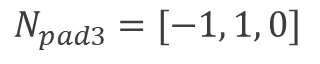 N_{pad3} = [−1, 1, 0]